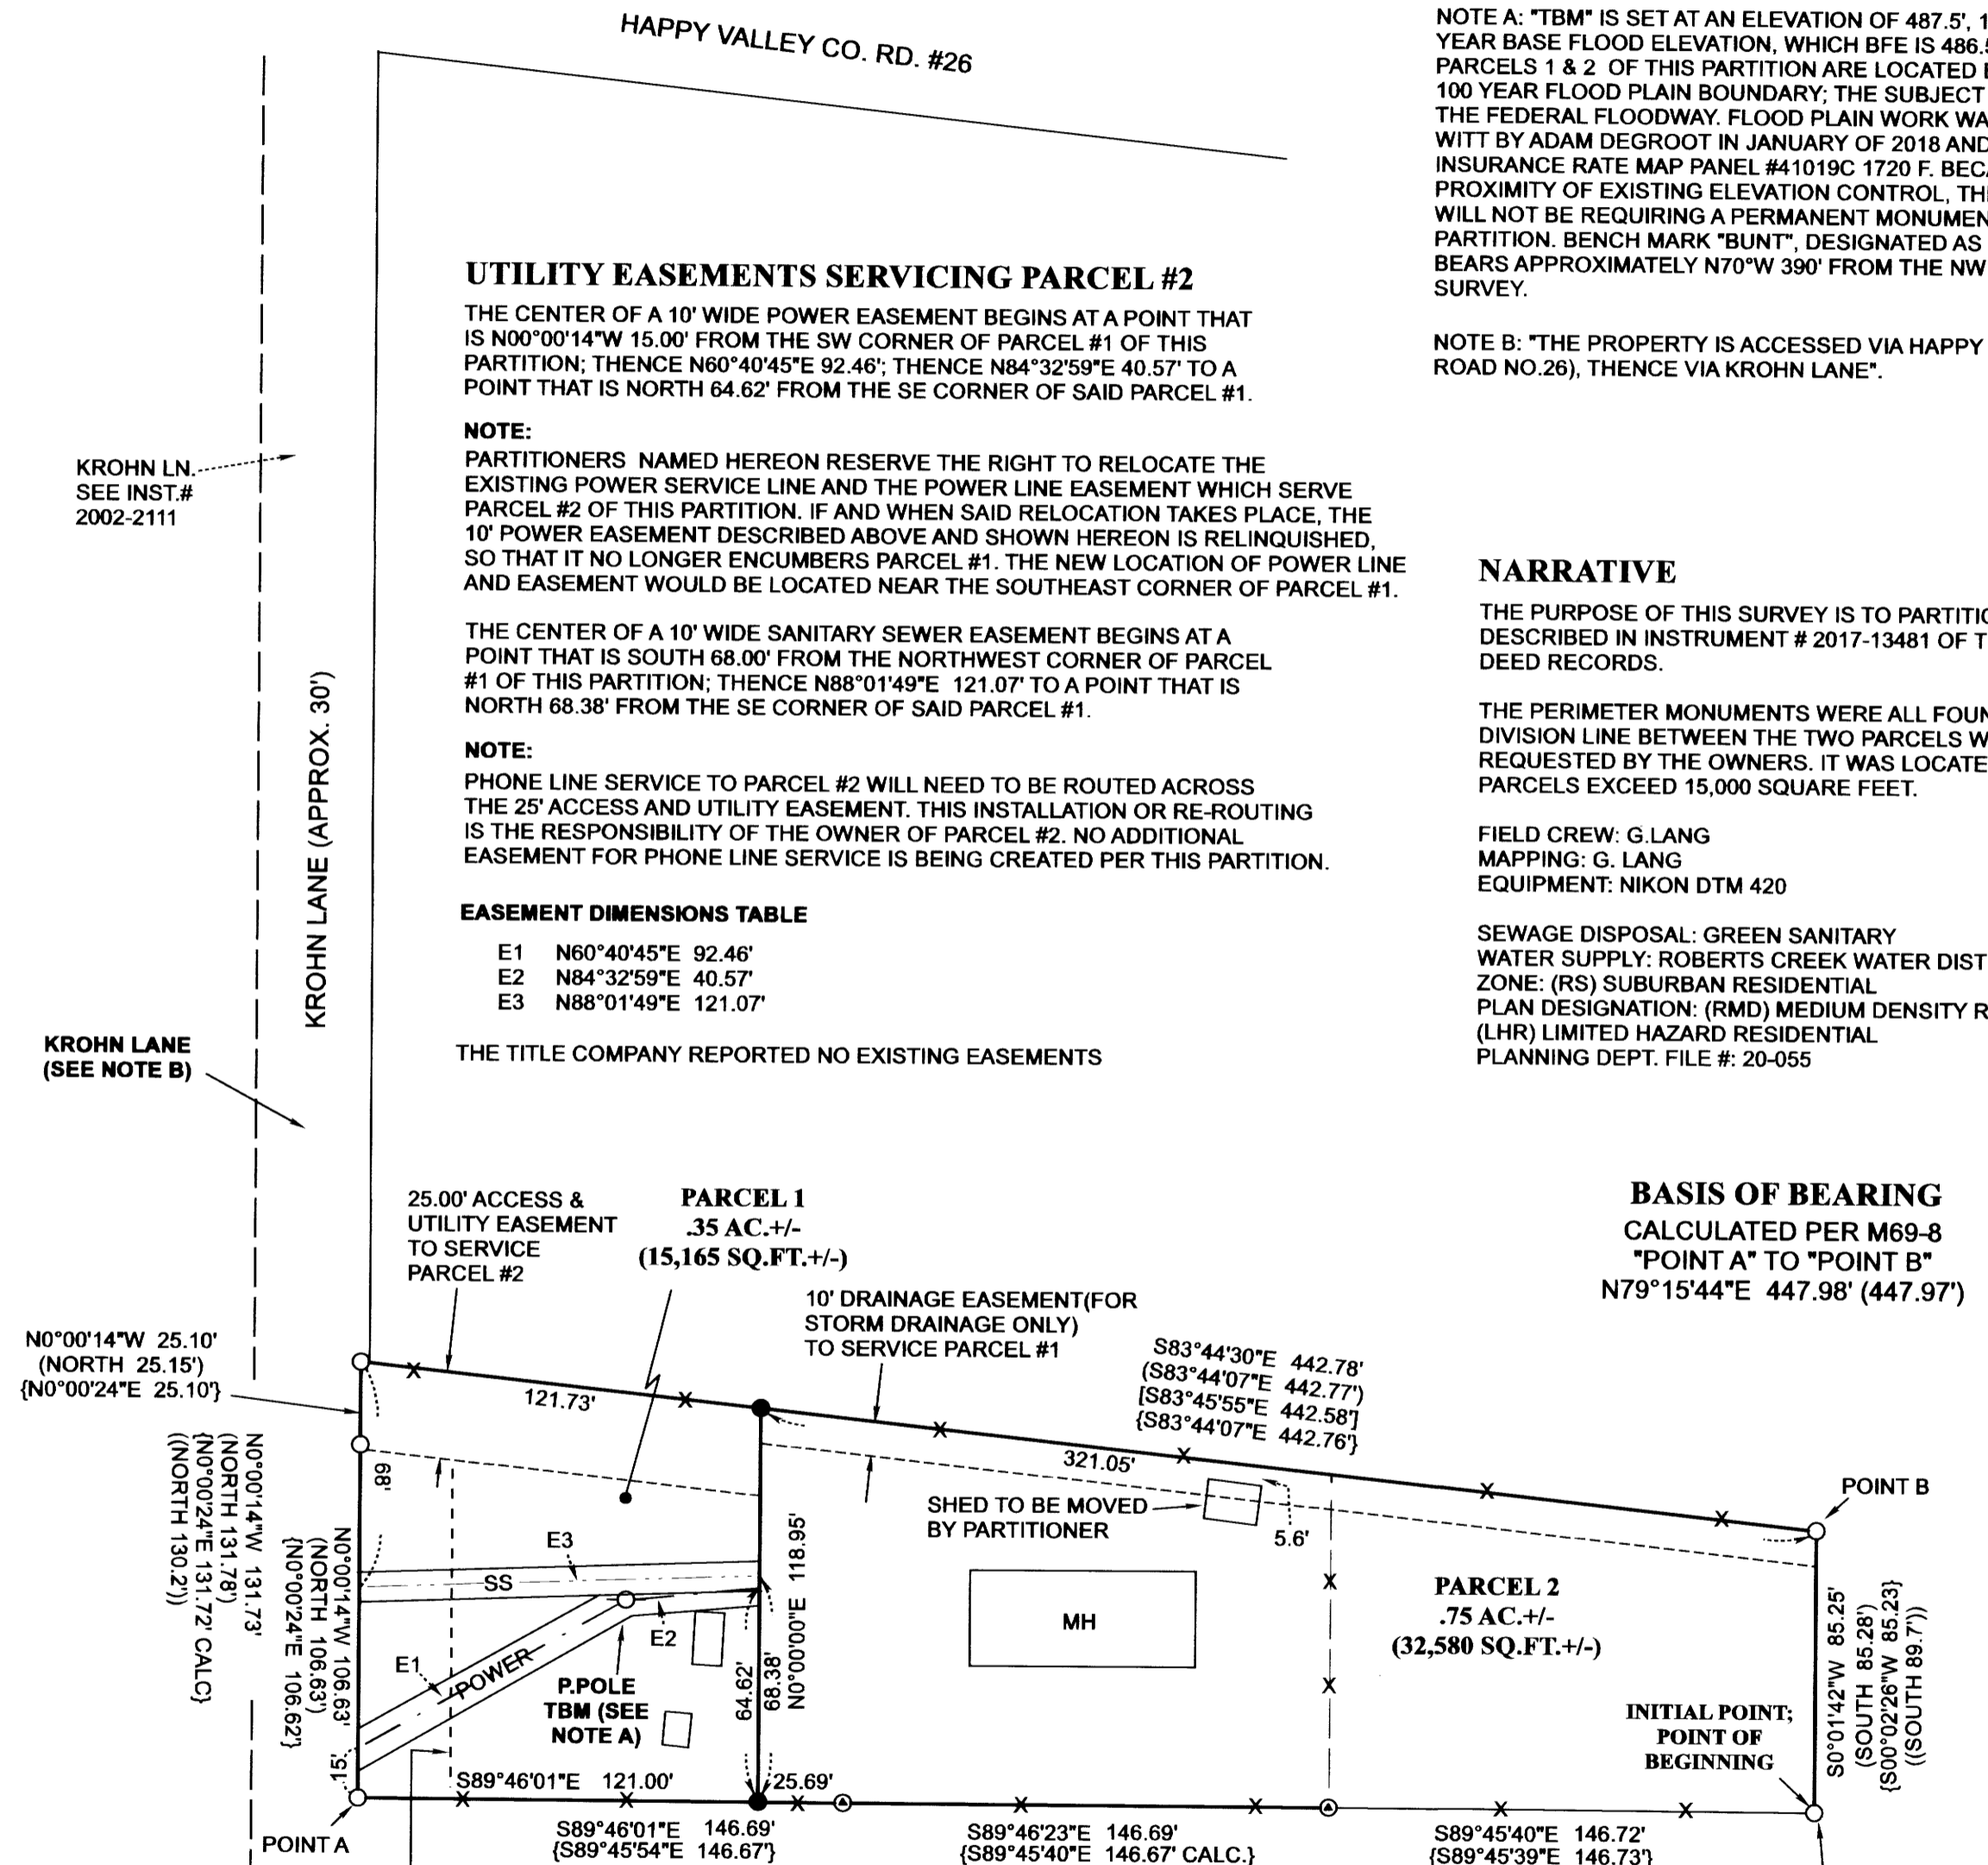 HAPPY VALLEY CO. RD. #26
NOTE A: "TBM" IS SET AT AN ELEVATION OF 487.5', 1
YEAR BASE FLOOD ELEVATION, WHICH BFE IS 486.5
PARCELS 1 & 2 OF THIS PARTITION ARE LOCATED
100 YEAR FLOOD PLAIN BOUNDARY; THE SUBJECT
THE FEDERAL FLOODWAY. FLOOD PLAIN WORK WA
WITT BY ADAM DEGROOT IN JANUARY OF 2018 AND
INSURANCE RATE MAP PANEL #41019C 1720 F. BECA
PROXIMITY OF EXISTING ELEVATION CONTROL, TH
WILL NOT BE REQUIRING A PERMANENT MONUMEN
PARTITION. BENCH MARK "BUNT", DESIGNATED AS
BEARS APPROXIMATELY N70°W 390' FROM THE NW
SURVEY.
NOTE B: "THE PROPERTY IS ACCESSED VIA HAPPY
ROAD NO.26), THENCE VIA KROHN LANE".
UTILITY EASEMENTS SERVICING PARCEL #2
THE CENTER OF A 10' WIDE POWER EASEMENT BEGINS AT A POINT THAT
IS N00°00'14"W 15.00' FROM THE SW CORNER OF PARCEL #1 OF THIS
PARTITION; THENCE N60°40'45"E 92.46'; THENCE N84°32'59"E 40.57' TO A
POINT THAT IS NORTH 64.62' FROM THE SE CORNER OF SAID PARCEL #1.
NOTE:
PARTITIONERS NAMED HEREON RESERVE THE RIGHT TO RELOCATE THE
EXISTING POWER SERVICE LINE AND THE POWER LINE EASEMENT WHICH SERVE
PARCEL #2 OF THIS PARTITION. IF AND WHEN SAID RELOCATION TAKES PLACE, THE
10' POWER EASEMENT DESCRIBED ABOVE AND SHOWN HEREON IS RELINQUISHED,
SO THAT IT NO LONGER ENCUMBERS PARCEL #1. THE NEW LOCATION OF POWER LINE
AND EASEMENT WOULD BE LOCATED NEAR THE SOUTHEAST CORNER OF PARCEL #1.
THE CENTER OF A 10' WIDE SANITARY SEWER EASEMENT BEGINS AT A
POINT THAT IS SOUTH 68.00' FROM THE NORTHWEST CORNER OF PARCEL
#1 OF THIS PARTITION; THENCE N88°01'49"E 121.07' TO A POINT THAT IS
NORTH 68.38' FROM THE SE CORNER OF SAID PARCEL #1.
NOTE:
PHONE LINE SERVICE TO PARCEL #2 WILL NEED TO BE ROUTED ACROSS
THE 25' ACCESS AND UTILITY EASEMENT. THIS INSTALLATION OR RE-ROUTING
IS THE RESPONSIBILITY OF THE OWNER OF PARCEL #2. NO ADDITIONAL
EASEMENT FOR PHONE LINE SERVICE IS BEING CREATED PER THIS PARTITION.
EASEMENT DIMENSIONS TABLE
E1 N60°40'45"E 92.46'
E2 N84°32'59"E 40.57'
E3 N88°01'49"E 121.07'
THE TITLE COMPANY REPORTED NO EXISTING EASEMENTS
KROHN LN.
SEE INST.#
2002-2111
KROHN LANE (APPROX. 30')
KROHN LANE
(SEE NOTE B)
NARRATIVE
THE PURPOSE OF THIS SURVEY IS TO PARTITIO
DESCRIBED IN INSTRUMENT # 2017-13481 OF T
DEED RECORDS.
THE PERIMETER MONUMENTS WERE ALL FOUN
DIVISION LINE BETWEEN THE TWO PARCELS W
REQUESTED BY THE OWNERS. IT WAS LOCATE
PARCELS EXCEED 15,000 SQUARE FEET.
FIELD CREW: G.LANG
MAPPING: G. LANG
EQUIPMENT: NIKON DTM 420
SEWAGE DISPOSAL: GREEN SANITARY
WATER SUPPLY: ROBERTS CREEK WATER DIST
ZONE: (RS) SUBURBAN RESIDENTIAL
PLAN DESIGNATION: (RMD) MEDIUM DENSITY R
(LHR) LIMITED HAZARD RESIDENTIAL
PLANNING DEPT. FILE #: 20-055
BASIS OF BEARING
CALCULATED PER M69-8
"POINT A" TO "POINT B"
N79°15'44"E 447.98' (447.97')
25.00' ACCESS &
UTILITY EASEMENT
TO SERVICE
PARCEL #2
PARCEL 1
.35 AC.+/-
(15,165 SQ.FT.+/-)
10' DRAINAGE EASEMENT(FOR
STORM DRAINAGE ONLY)
TO SERVICE PARCEL #1
S83°44'30"E 442.78'
(S83°44'07"E 442.77')
[S83°45'55"E 442.58']
{S83°44'07"E 442.76'}
N0°00'14"W 25.10'
(NORTH 25.15')
{N0°00'24"E 25.10'}
121.73'
321.05'
N0°00'14"W 131.73'
(NORTH 131.78')
{N0°00'24"E 131.72' CALC}
((NORTH 130.2'))
N0°00'14"W 106.63'
(NORTH 106.63')
{N0°00'24"E 106.62'}
68'
15'
E3
SS
E1
POWER
E2
P.POLE
TBM (SEE
NOTE A)
64.62'
68.38'
N0°00'00"E 118.95'
SHED TO BE MOVED
BY PARTITIONER
5.6'
MH
PARCEL 2
.75 AC.+/-
(32,580 SQ.FT.+/-)
POINT B
S0°01'42"W 85.25'
(SOUTH 85.28')
{S00°02'26"W 85.23}
((SOUTH 89.7'))
INITIAL POINT;
POINT OF
BEGINNING
S89°46'01"E 121.00'
25.69'
POINT A
S89°46'01"E 146.69'
{S89°45'54"E 146.67'}
S89°46'23"E 146.69'
{S89°45'40"E 146.67' CALC.}
S89°45'40"E 146.72'
{S89°45'39"E 146.73'}